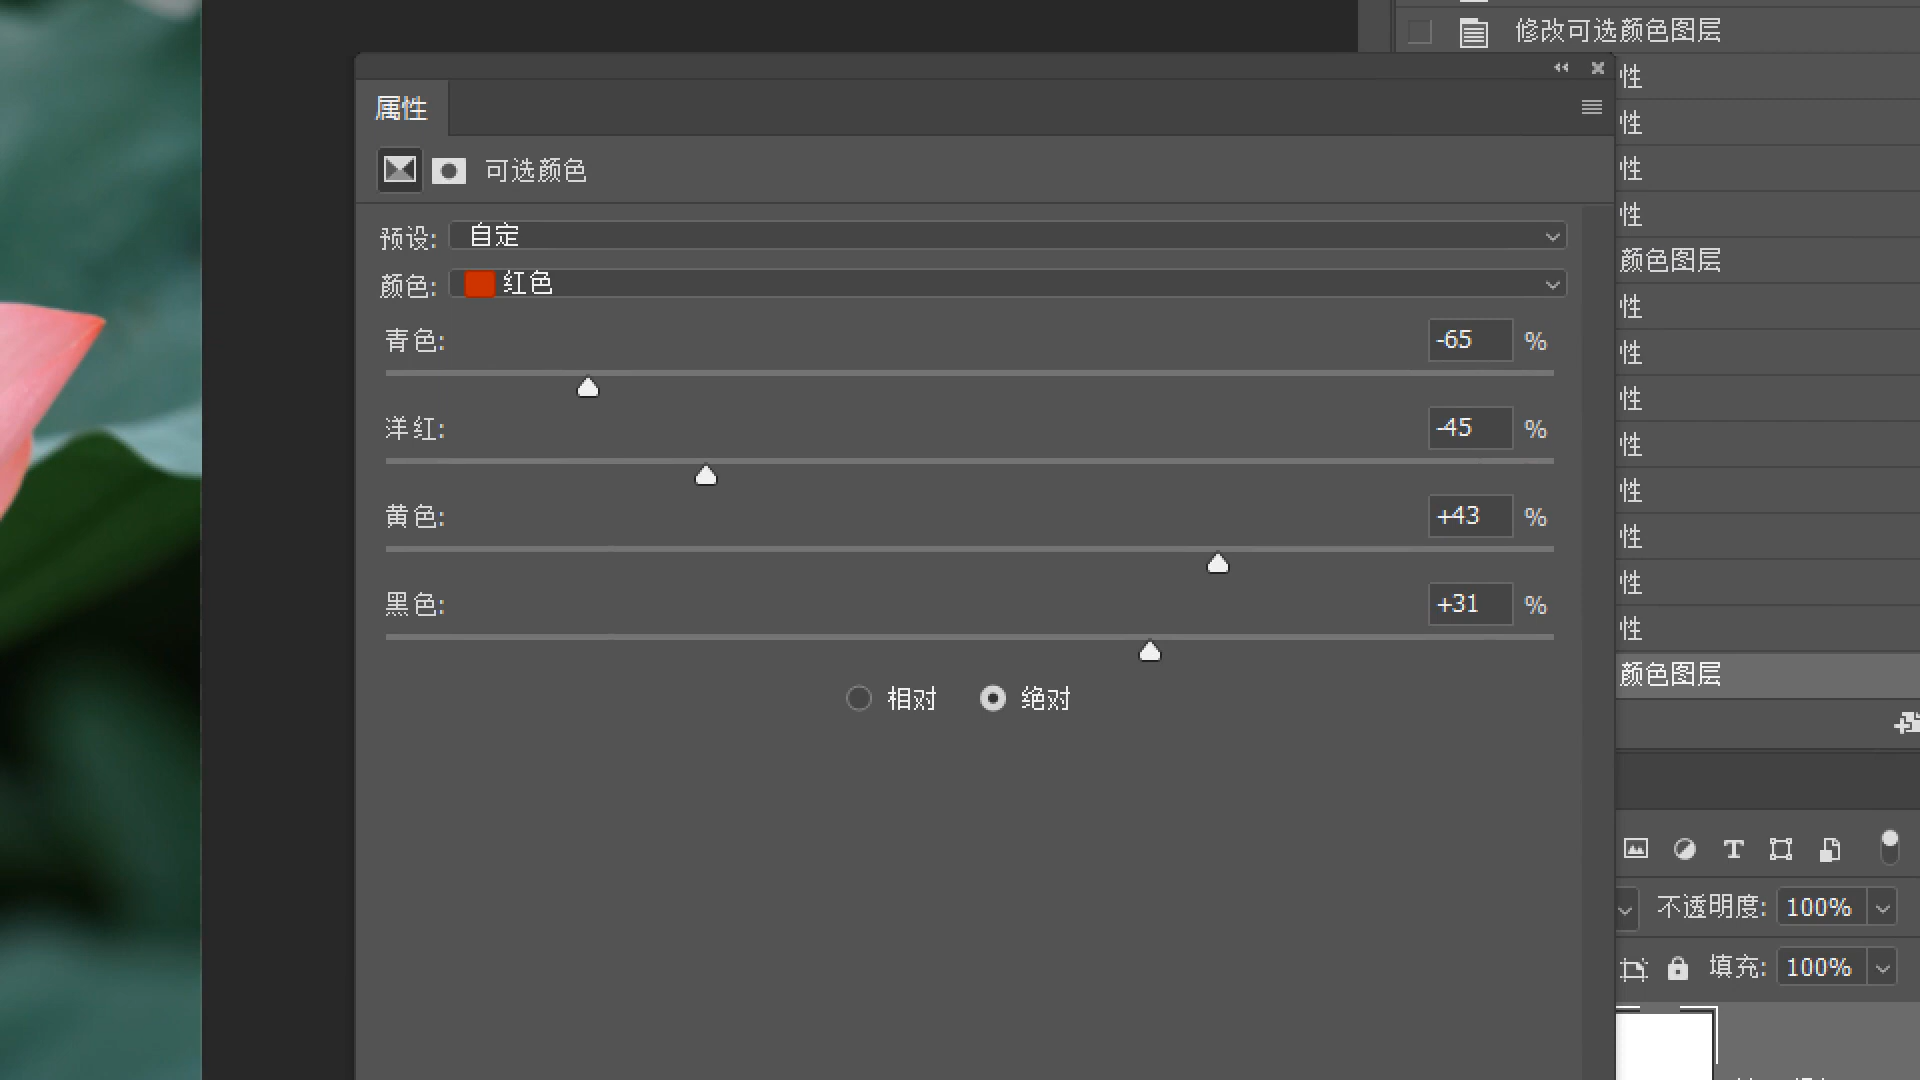 修改可选颜色图层
性
属性
性
性
可选颜色
性
预设: 自定
颜色图层
颜色: 红色
性
青色: -65 %
性
性
洋红: -45 %
性
性
黄色: +43 %
性
性
黑色: +31 %
性
颜色图层
相对 绝对
不透明度: 100%
填充: 100%